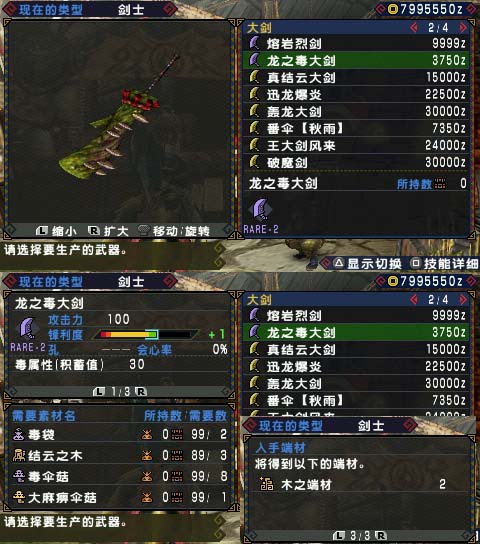 现在的类型 剑士
7995550z
大剑 2/4
熔岩烈剑 9999z
龙之毒大剑 3750z
真结云大剑 15000z
迅龙爆炎 22500z
轰龙大剑 30000z
番伞【秋雨】 7350z
王大剑风来 24000z
破魔剑 30000z
龙之毒大剑 所持数 0
RARE-2
L 缩小 R 扩大 移动/旋转
请选择要生产的武器。
△显示切换 □技能详细
现在的类型 剑士
7995550z
龙之毒大剑
攻击力 100
锋利度 +1
RARE-2 孔 --- 会心率 0%
毒属性(积蓄值) 30
L 1/3 R
大剑 2/4
熔岩烈剑 9999z
龙之毒大剑 3750z
真结云大剑 15000z
迅龙爆炎 22500z
轰龙大剑 30000z
番伞【秋雨】 7350z
王大剑风来 24000z
需要素材名 所持数/需要数
毒袋 0 99/ 2
结云之木 0 89/ 3
毒伞菇 0 99/ 8
大麻痹伞菇 0 99/ 1
请选择要生产的武器。
现在的类型 剑士
入手端材
将得到以下的端材。
木之端材 2
L 3/3 R